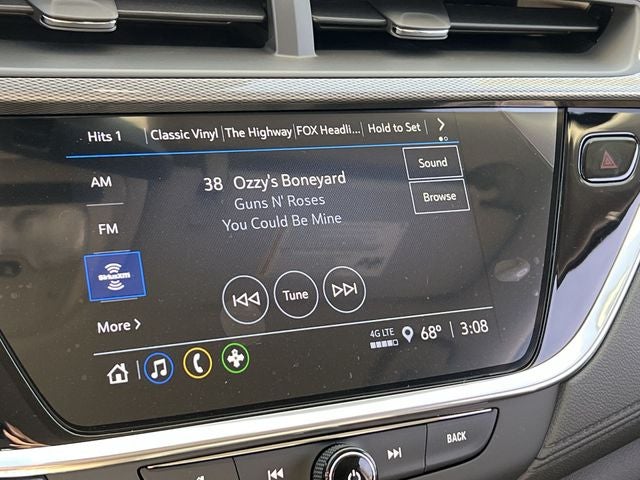 Hits 1 Classic Vinyl The Highway FOX Headli... Hold to Set
AM
38 Ozzy's Boneyard
Sound
Guns N' Roses
Browse
FM
You Could Be Mine
SiriusXM
Tune
More
4G LTE
68° 3:08
BACK